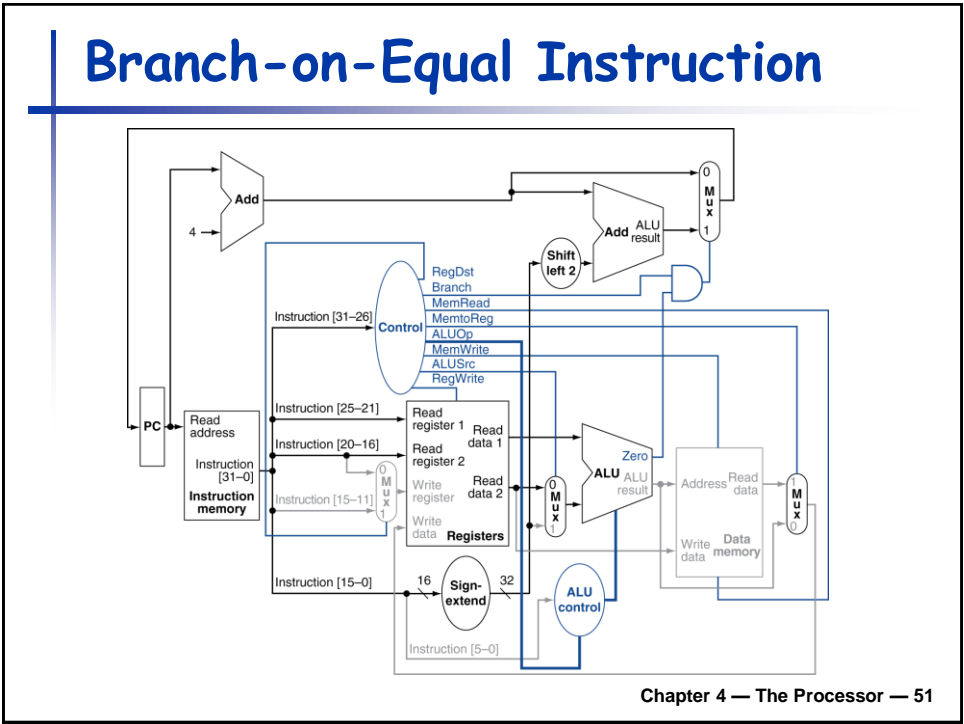 Branch-on-Equal Instruction
0
M
u
x
1
Add
4
Add
ALU
result
Shift
left 2
RegDst
Branch
MemRead
MemtoReg
ALUOp
MemWrite
ALUSrc
RegWrite
Instruction [31–26]
Control
PC
Read
address
Instruction
[31–0]
Instruction
memory
Instruction [25–21]
Instruction [20–16]
Instruction [15–11]
0
M
u
x
1
Read
register 1
Read
data 1
Read
register 2
Write
register
Read
data 2
Write
data
Registers
0
M
u
x
1
Zero
ALU
ALU
result
Address
Read
data
Write
data
Data
memory
1
M
u
x
0
Instruction [15–0]
16
Sign-
extend
32
ALU
control
Instruction [5–0]
Chapter 4 — The Processor — 51